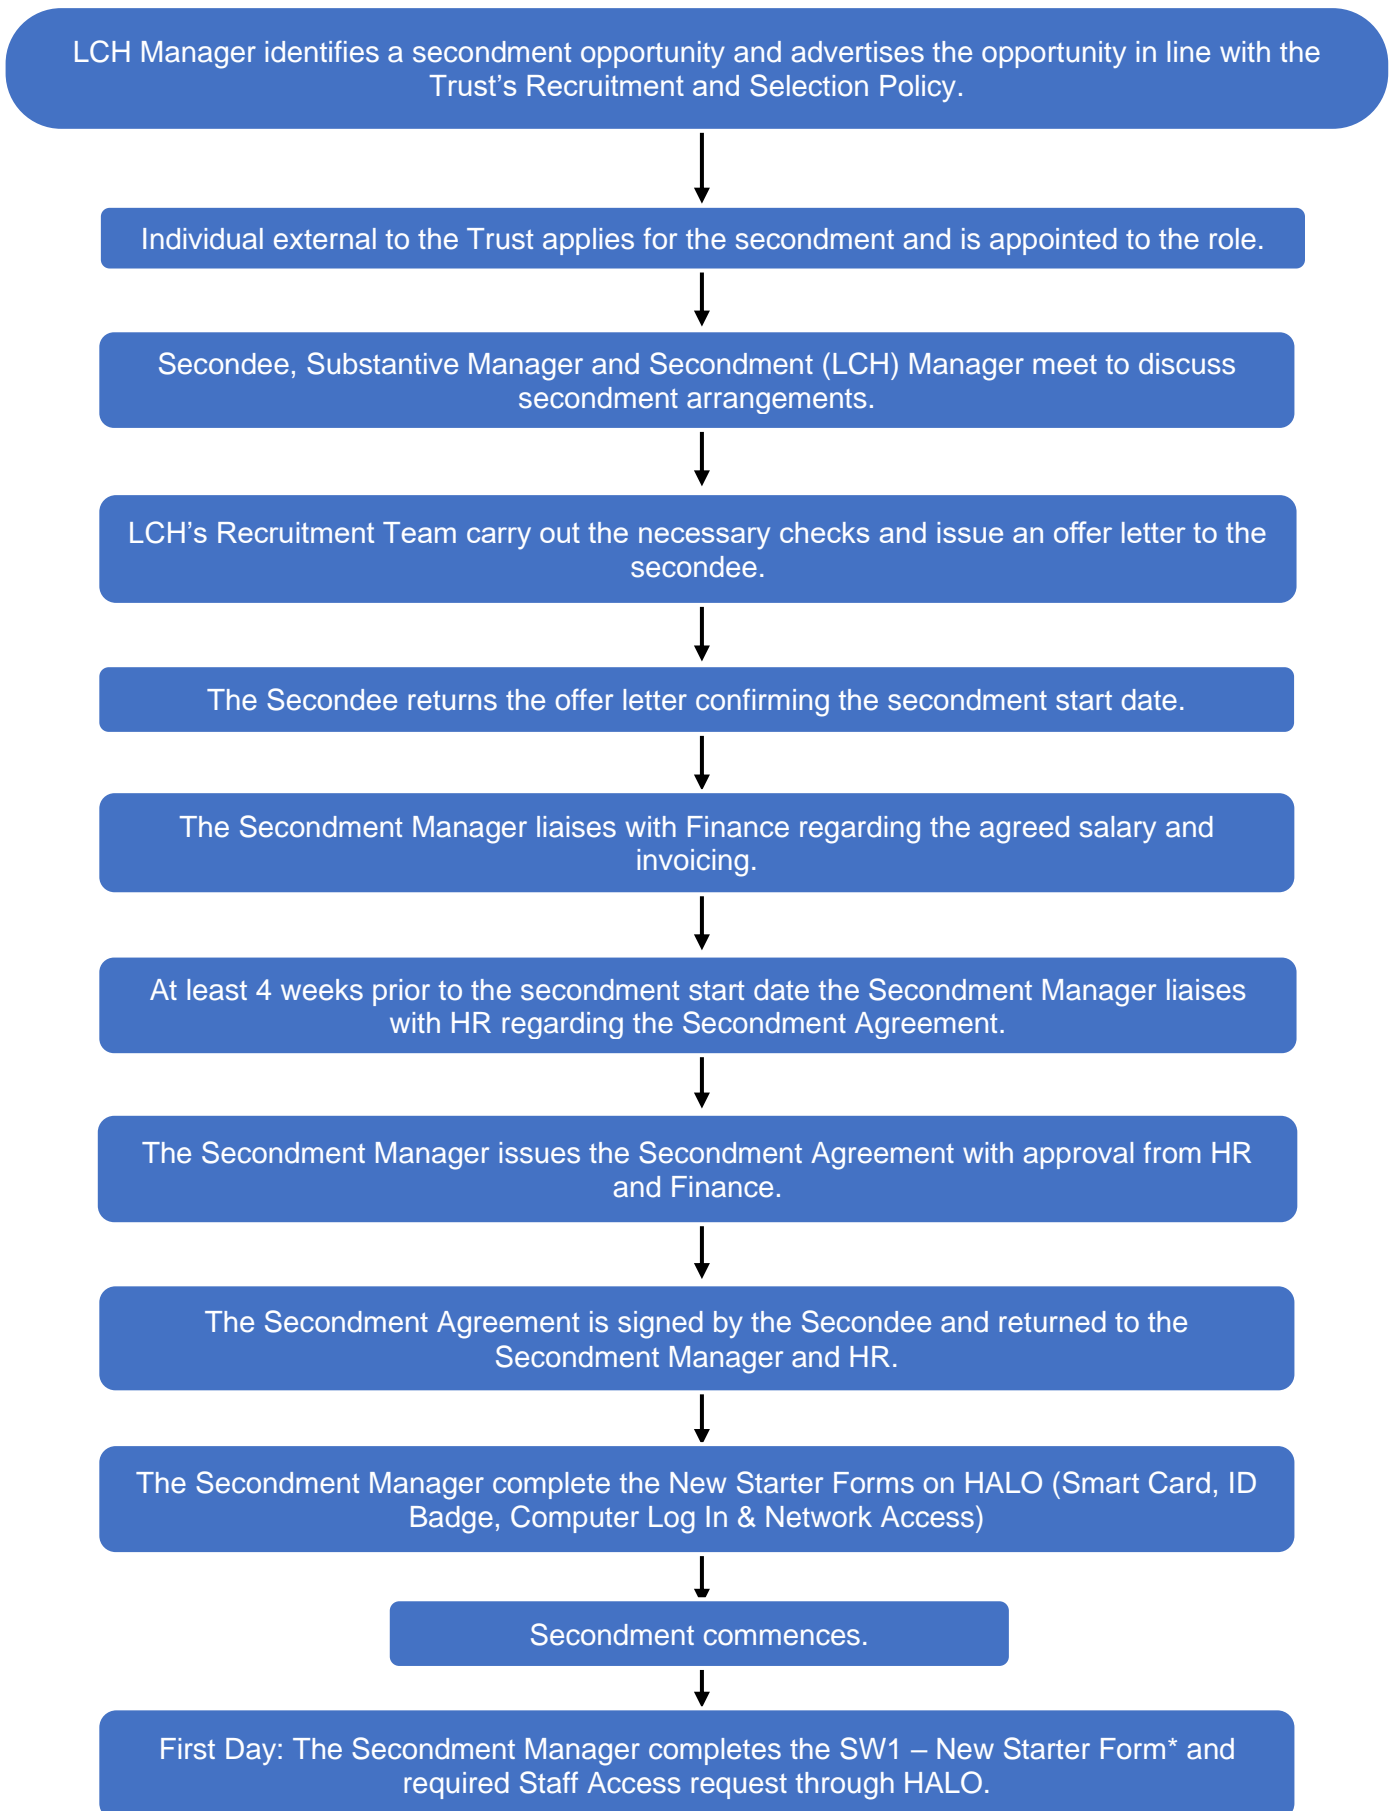 LCH Manager identifies a secondment opportunity and advertises the opportunity in line with the
Trust’s Recruitment and Selection Policy.
Individual external to the Trust applies for the secondment and is appointed to the role.
Secondee, Substantive Manager and Secondment (LCH) Manager meet to discuss
secondment arrangements.
LCH’s Recruitment Team carry out the necessary checks and issue an offer letter to the
secondee.
The Secondee returns the offer letter confirming the secondment start date.
The Secondment Manager liaises with Finance regarding the agreed salary and
invoicing.
At least 4 weeks prior to the secondment start date the Secondment Manager liaises
with HR regarding the Secondment Agreement.
The Secondment Manager issues the Secondment Agreement with approval from HR
and Finance.
The Secondment Agreement is signed by the Secondee and returned to the
Secondment Manager and HR.
The Secondment Manager complete the New Starter Forms on HALO (Smart Card, ID
Badge, Computer Log In & Network Access)
Secondment commences.
First Day: The Secondment Manager completes the SW1 – New Starter Form* and
required Staff Access request through HALO.